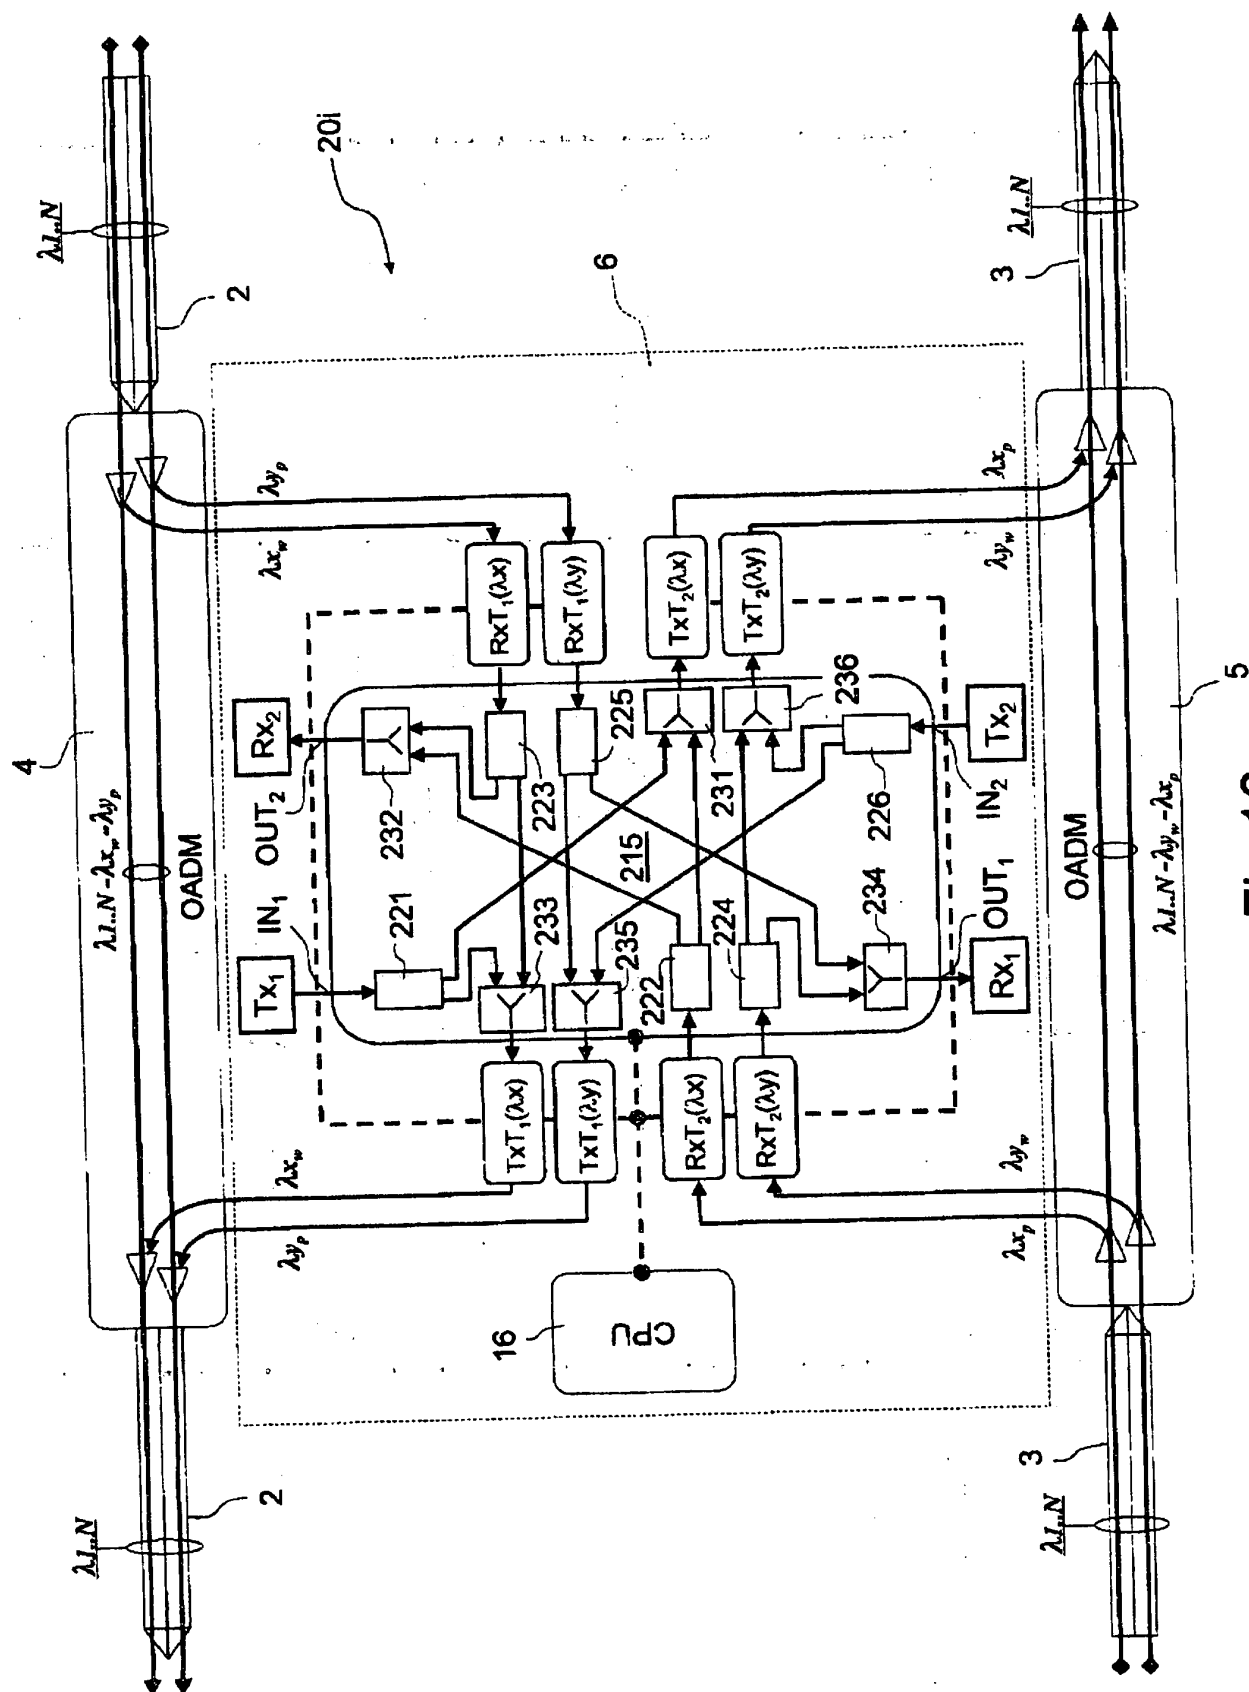 λ1..N
2
4
λ1..N-λxw-λyp
OADM
λ1..N
2
20i
6
λyp
λxw
λxw
λyp
Tx1
IN1
OUT2
Rx2
221
232
223
225
RxT1(λx)
RxT1(λy)
TxT1(λx)
TxT1(λy)
233
235
215
231
236
TxT2(λx)
TxT2(λy)
222
224
RxT2(λx)
RxT2(λy)
234
226
Rx1
OUT1
IN2
Tx2
16
CPU
λxp
λyw
λxp
λyw
OADM
λ1..N-λyw-λxp
5
3
λ1..N
3
λ1..N